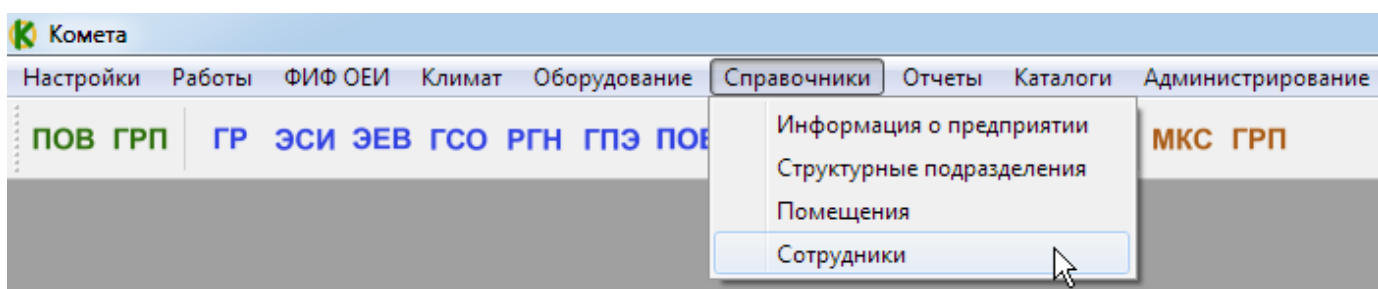 Комета
Настройки Работы ФИФ ОЕИ Климат Оборудование Справочники Отчеты Каталоги Администрирование
ПОВ ГРП ГР ЭСИ ЭЕВ ГСО РГН ГПЭ ПОВ МКС ГРП
Информация о предприятии
Структурные подразделения
Помещения
Сотрудники